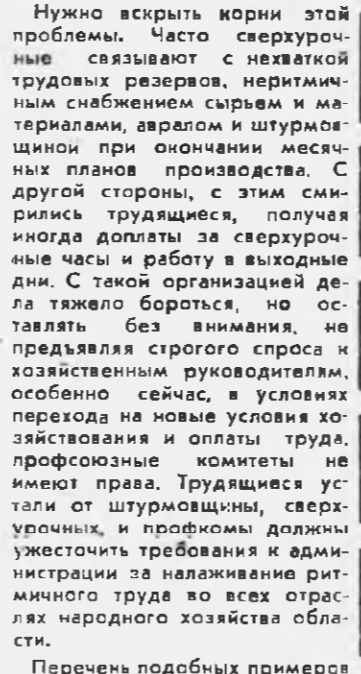 Нужно вскрыть корни этой
проблемы. Часто сверхуроч-
ные связывают с нехваткой
трудовых резервов, неритмич-
ным снабжением сырьем и ма-
териалами, авралом и штурмов-
щиной при окончании месяч-
ных планов производства. С
другой стороны, с этим сми-
рились трудящиеся, получая
иногда доплаты за сверхуроч-
ные часы и работу в выходные
дни. С такой организацией де-
ла тяжело бороться, но ос-
тавлять без внимания, не
предъявляя строгого спроса к
хозяйственным руководителям,
особенно сейчас, в условиях
перехода на новые условия хо-
зяйствования и оплаты труда,
профсоюзные комитеты не
имеют права. Трудящиеся ус-
тали от штурмовщины, сверх-
урочных, и профкомы должны
ужесточить требования к адми-
нистрации за налаживание рит-
мичного труда во всех отрас-
лях народного хозяйства обла-
сти.
Перечень подобных примеров